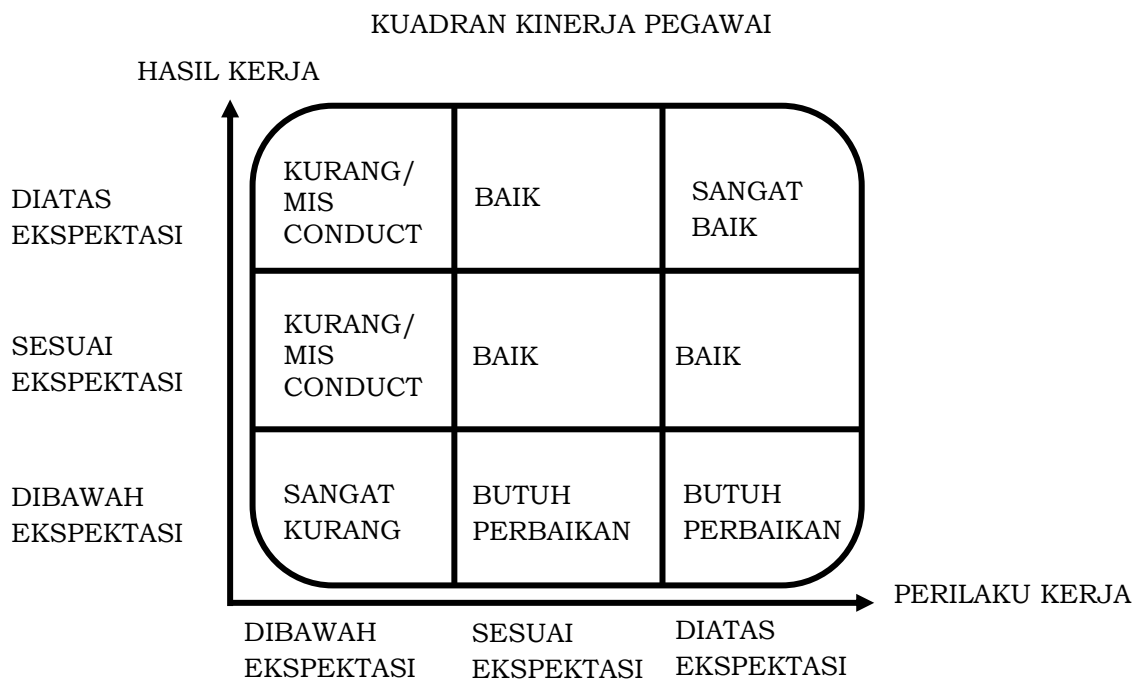 KUADRAN KINERJA PEGAWAI
HASIL KERJA
DIATAS
EKSPEKTASI
KURANG/
MIS
CONDUCT
BAIK
SANGAT
BAIK
SESUAI
EKSPEKTASI
KURANG/
MIS
CONDUCT
BAIK
BAIK
DIBAWAH
EKSPEKTASI
SANGAT
KURANG
BUTUH
PERBAIKAN
BUTUH
PERBAIKAN
PERILAKU KERJA
DIBAWAH
EKSPEKTASI
SESUAI
EKSPEKTASI
DIATAS
EKSPEKTASI